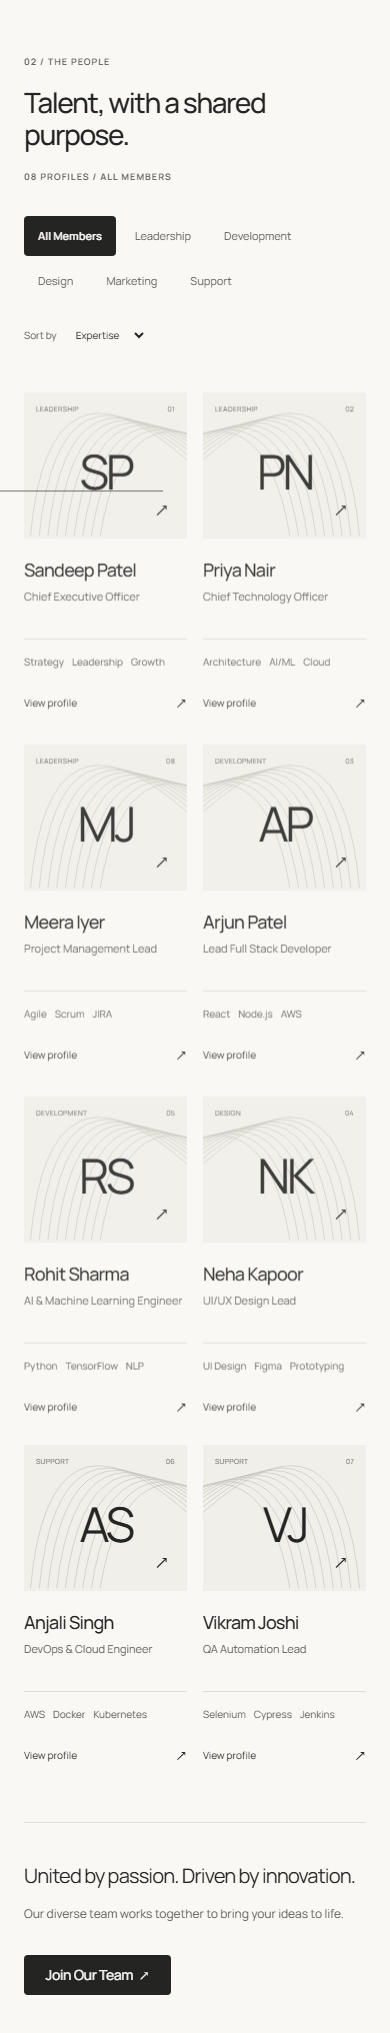 02 / THE PEOPLE
Talent, with a shared
purpose.
08 PROFILES / ALL MEMBERS
All Members Leadership Development
Design Marketing Support
Sort by Expertise
LEADERSHIP 01
SP ↗
Sandeep Patel
Chief Executive Officer
Strategy Leadership Growth
View profile ↗
LEADERSHIP 02
PN ↗
Priya Nair
Chief Technology Officer
Architecture AI/ML Cloud
View profile ↗
LEADERSHIP 08
MJ ↗
Meera Iyer
Project Management Lead
Agile Scrum JIRA
View profile ↗
DEVELOPMENT 03
AP ↗
Arjun Patel
Lead Full Stack Developer
React Node.js AWS
View profile ↗
DEVELOPMENT 05
RS ↗
Rohit Sharma
AI & Machine Learning Engineer
Python TensorFlow NLP
View profile ↗
DESIGN 04
NK ↗
Neha Kapoor
UI/UX Design Lead
UI Design Figma Prototyping
View profile ↗
SUPPORT 06
AS ↗
Anjali Singh
DevOps & Cloud Engineer
AWS Docker Kubernetes
View profile ↗
SUPPORT 07
VJ ↗
Vikram Joshi
QA Automation Lead
Selenium Cypress Jenkins
View profile ↗
United by passion. Driven by innovation.
Our diverse team works together to bring your ideas to life.
Join Our Team ↗